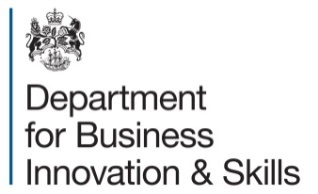 Department
for Business
Innovation & Skills